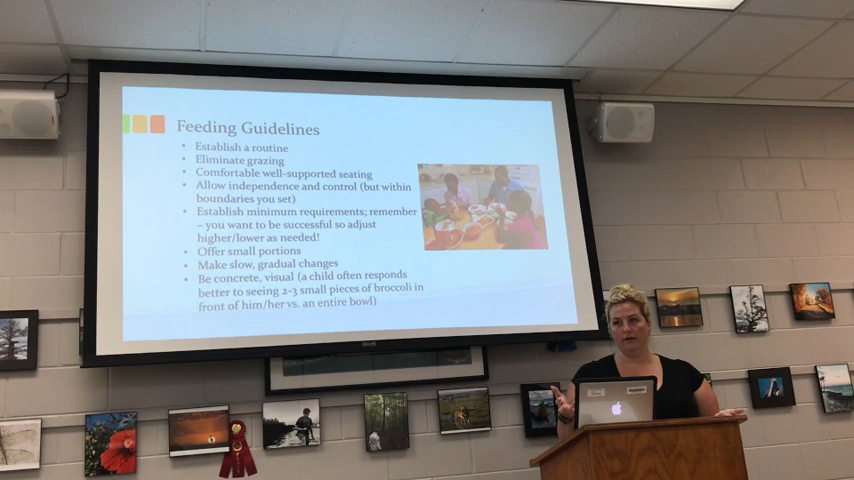 Feeding Guidelines
• Establish a routine
• Eliminate grazing
• Comfortable well-supported seating
• Allow independence and control (but within
boundaries you set)
• Establish minimum requirements; remember
– you want to be successful so adjust
higher/lower as needed!
• Offer small portions
• Make slow, gradual changes
• Be concrete, visual (a child often responds
better to seeing 2-3 small pieces of broccoli in
front of him/her vs. an entire bowl)